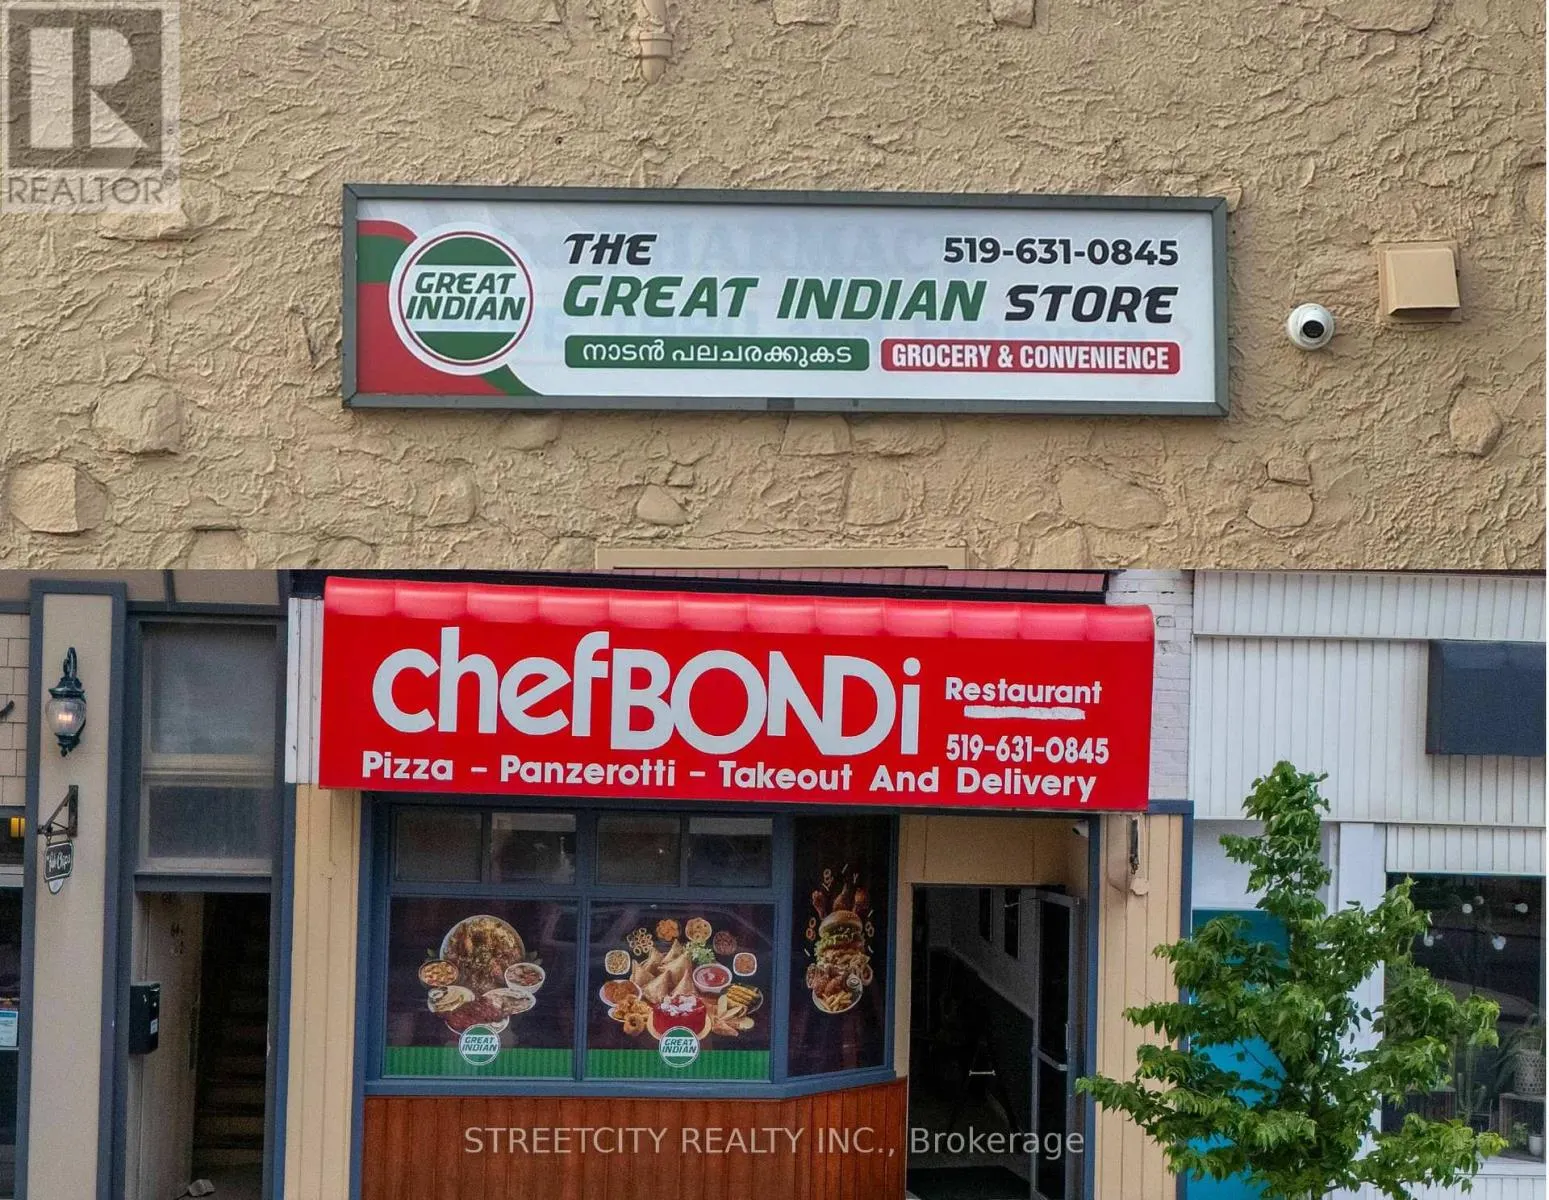 REALTOR
GREAT
INDIAN
THE
519-631-0845
GREAT INDIAN STORE
നാടൻ പലചരക്കുകട
GROCERY & CONVENIENCE
chefBONDi
Restaurant
519-631-0845
Pizza - Panzerotti - Takeout And Delivery
GREAT
INDIAN
GREAT
INDIAN
STREETCITY REALTY INC., Brokerage